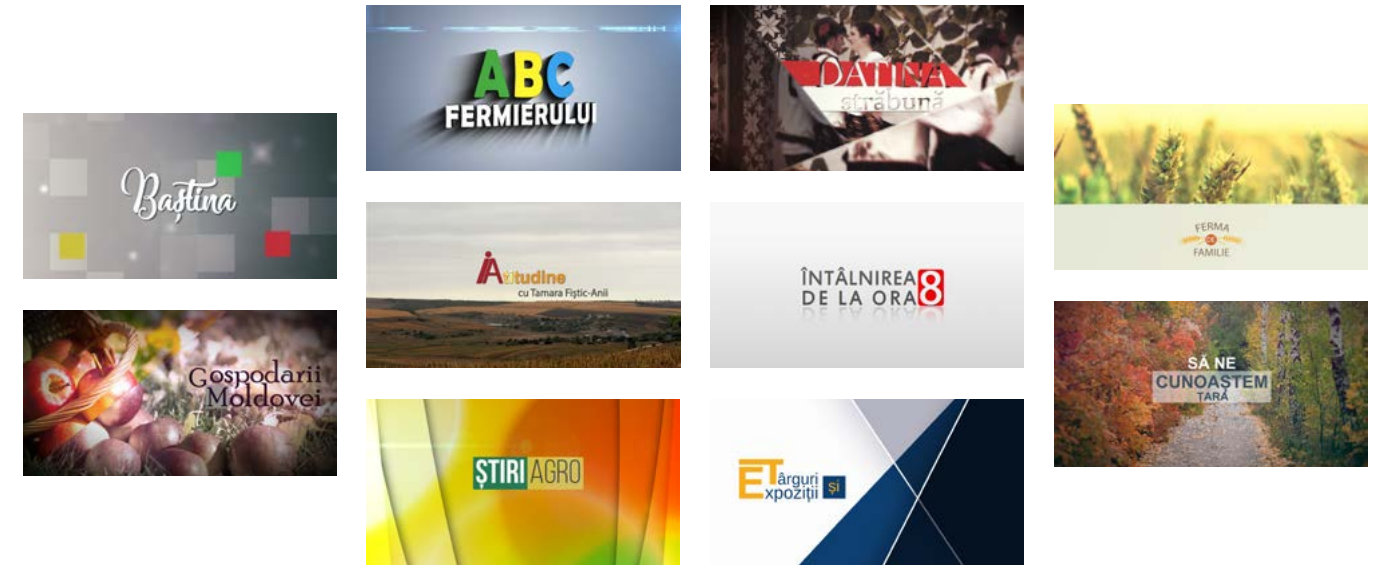 Baștina
Gospodarii
Moldovei
ABC
FERMIERULUI
Atitudine
cu Tamara Fiștic-Anii
ȘTIRI AGRO
DATINA
străbună
ÎNTÂLNIREA
DE LA ORA 8
Târguri
și
Expoziții
FERMA
DE
FAMILIE
SĂ NE
CUNOAȘTEM
ȚARA